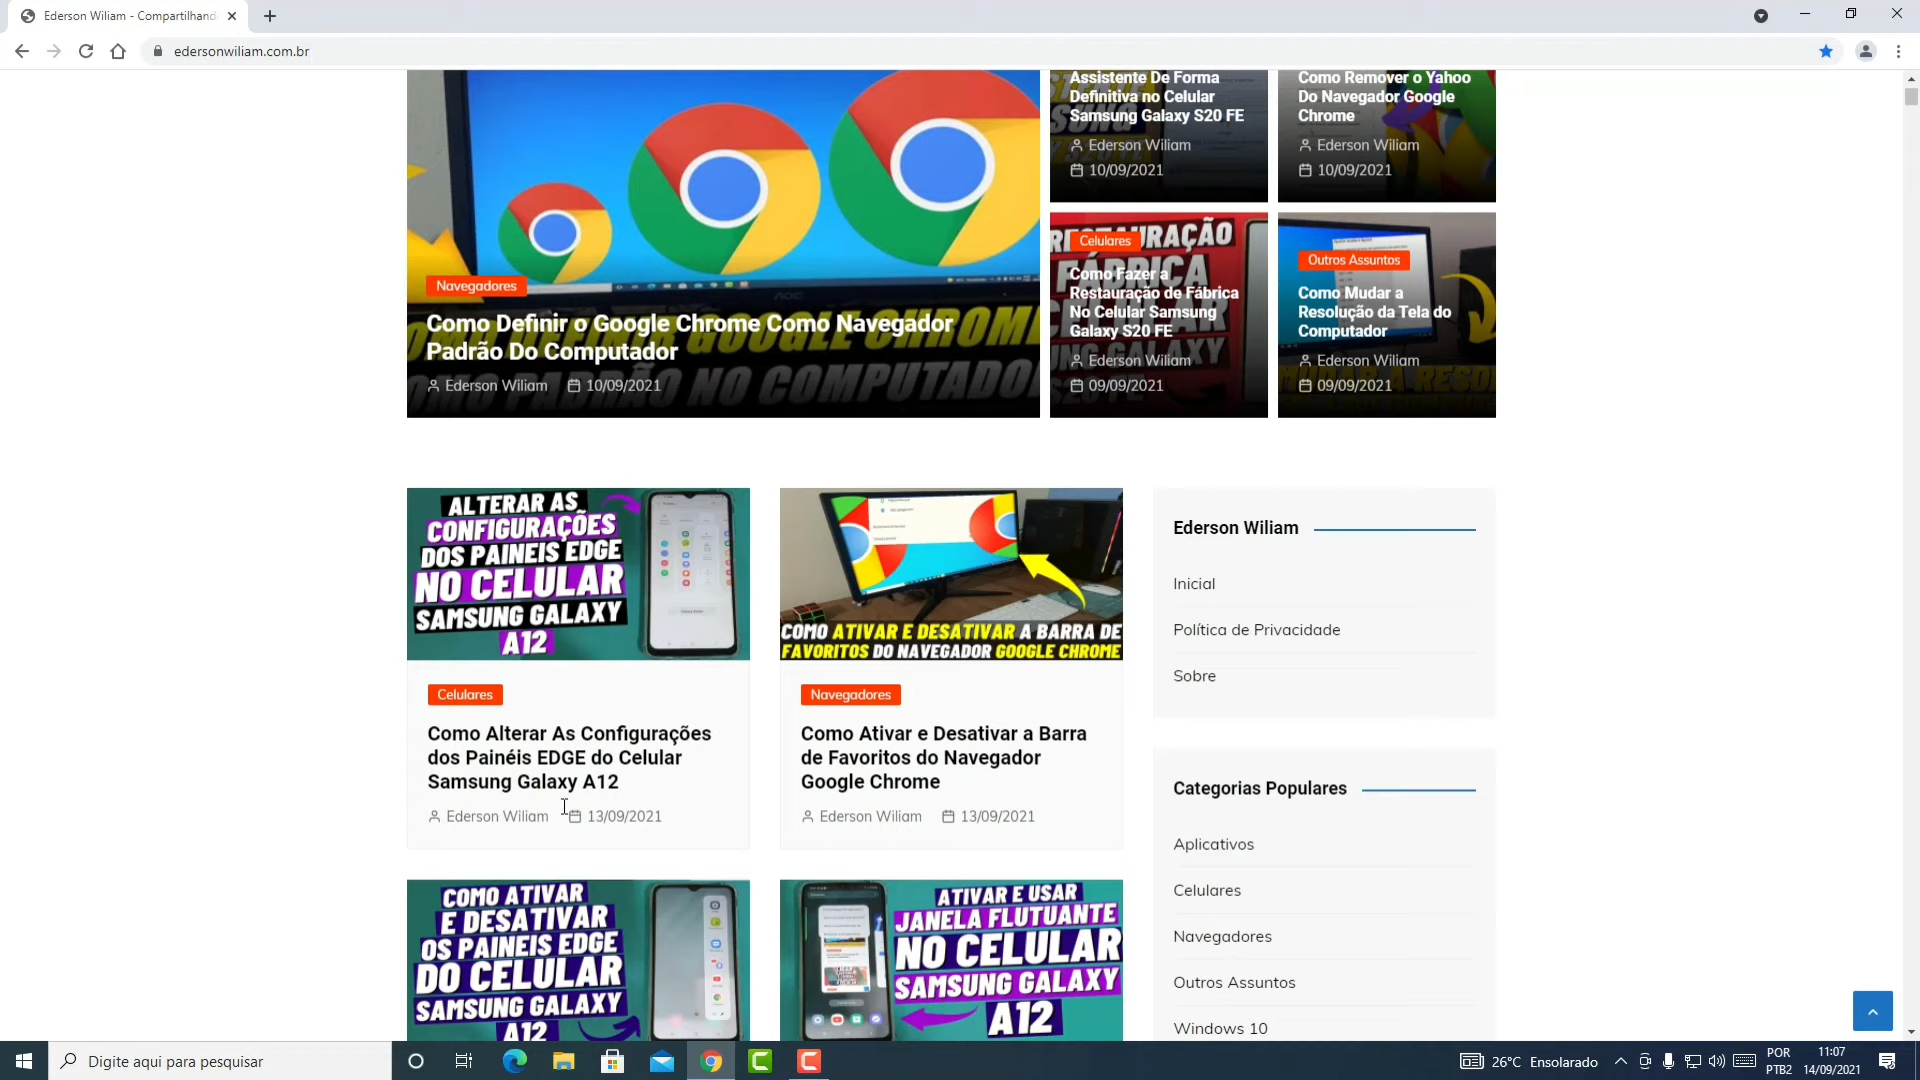 Ederson Wiliam - Compartilhand
edersonwiliam.com.br
Navegadores
Como Definir o Google Chrome Como Navegador
Padrão Do Computador
Ederson Wiliam 10/09/2021
Assistente De Forma
Definitiva no Celular
Samsung Galaxy S20 FE
Ederson Wiliam
10/09/2021
Como Remover o Yahoo
Do Navegador Google
Chrome
Ederson Wiliam
10/09/2021
Celulares
Como Fazer a
Restauração de Fábrica
No Celular Samsung
Galaxy S20 FE
Ederson Wiliam
09/09/2021
Outros Assuntos
Como Mudar a
Resolução da Tela do
Computador
Ederson Wiliam
09/09/2021
ALTERAR AS
CONFIGURAÇÕES
DOS PAINEIS EDGE
NO CELULAR
SAMSUNG GALAXY
A12
Celulares
Como Alterar As Configurações
dos Painéis EDGE do Celular
Samsung Galaxy A12
Ederson Wiliam 13/09/2021
COMO ATIVAR E DESATIVAR A BARRA DE
FAVORITOS DO NAVEGADOR GOOGLE CHROME
Navegadores
Como Ativar e Desativar a Barra
de Favoritos do Navegador
Google Chrome
Ederson Wiliam 13/09/2021
COMO ATIVAR
E DESATIVAR
OS PAINEIS EDGE
DO CELULAR
SAMSUNG GALAXY
A12
ATIVAR E USAR
JANELA FLUTUANTE
NO CELULAR
SAMSUNG GALAXY
A12
Ederson Wiliam
Inicial
Política de Privacidade
Sobre
Categorias Populares
Aplicativos
Celulares
Navegadores
Outros Assuntos
Windows 10
Digite aqui para pesquisar
26°C Ensolarado
POR
PTB2
11:07
14/09/2021